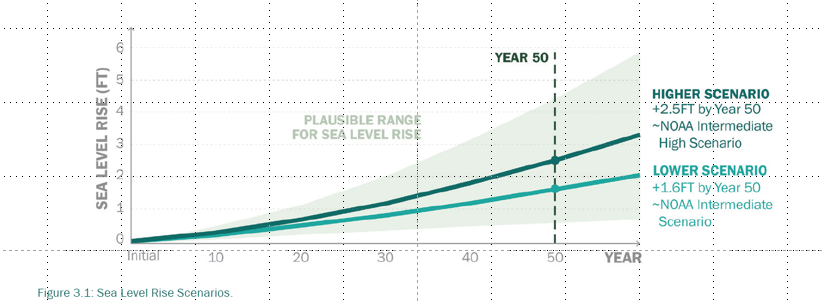 6
YEAR 50
5
SEA LEVEL RISE (FT)
HIGHER SCENARIO
+2.5FT by Year 50
4
PLAUSIBLE RANGE
~NOAA Intermediate
FOR SEA LEVEL RISE
High Scenario
3
LOWER SCENARIO
2
+1.6FT by Year 50
~NOAA Intermediate
1
Scenario
0
Initial 10 20 30 40 50 YEAR
Figure 3.1: Sea Level Rise Scenarios.